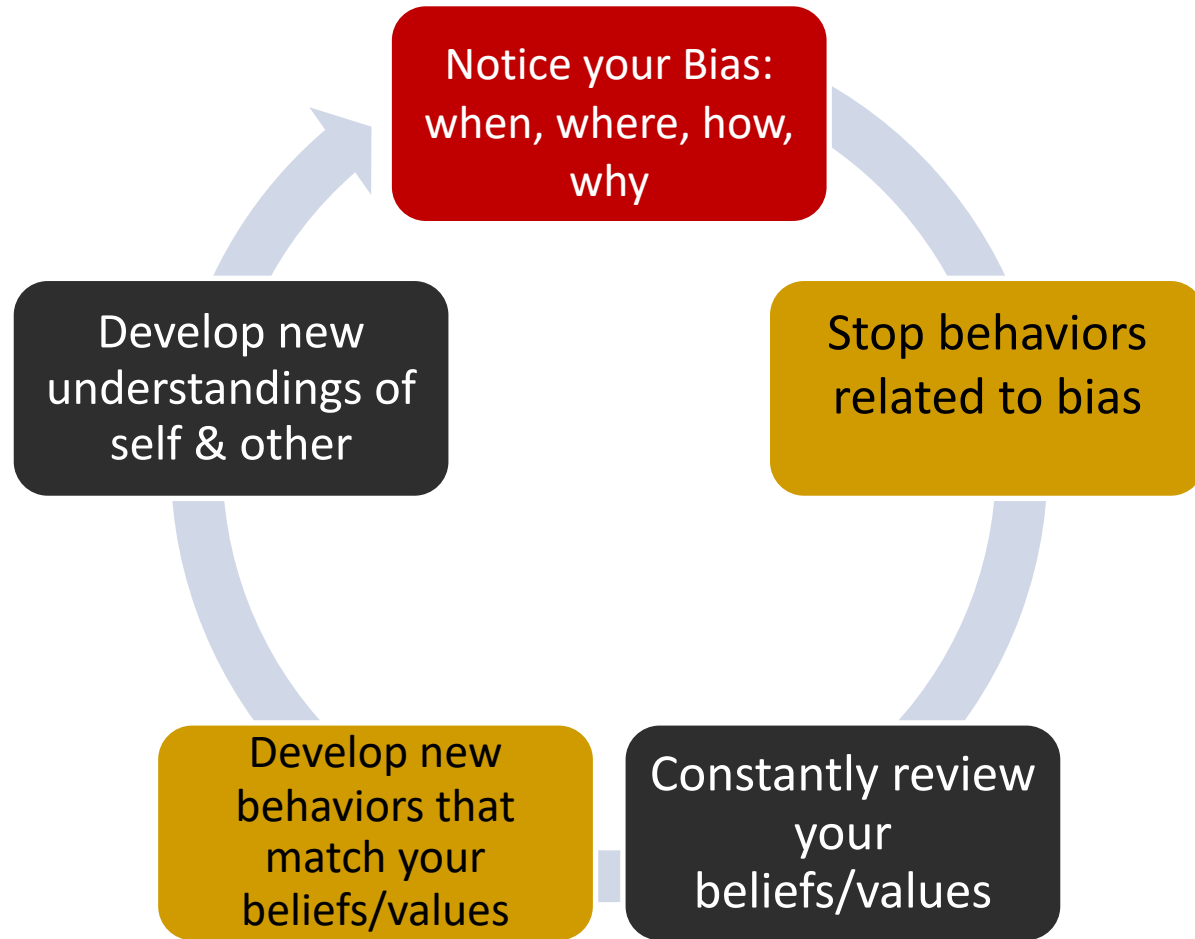 Notice your Bias:
when, where, how,
why
Stop behaviors
related to bias
Constantly review
your
beliefs/values
Develop new
behaviors that
match your
beliefs/values
Develop new
understandings of
self & other